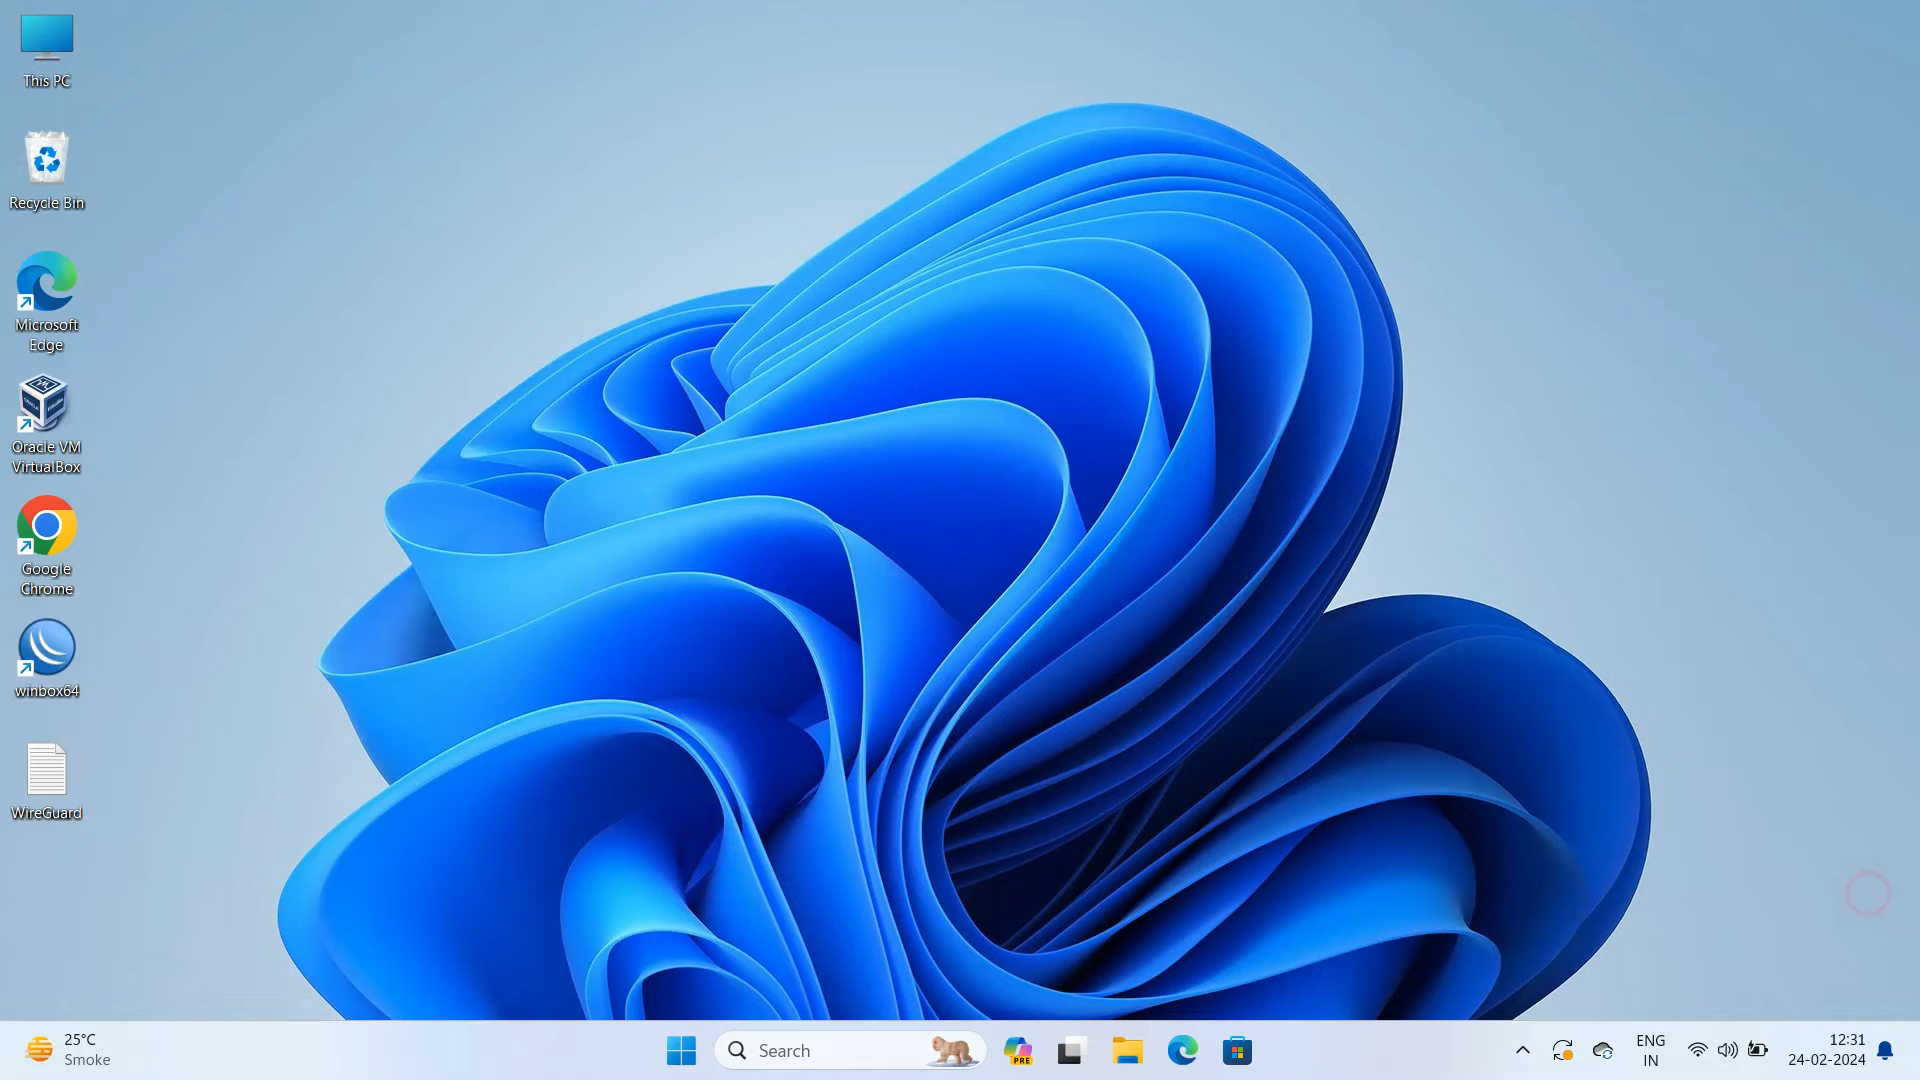 This PC
Recycle Bin
Microsoft
Edge
Oracle VM
VirtualBox
Google
Chrome
winbox64
WireGuard
25°C
Smoke
Search
PRE
ENG
IN
12:31
24-02-2024